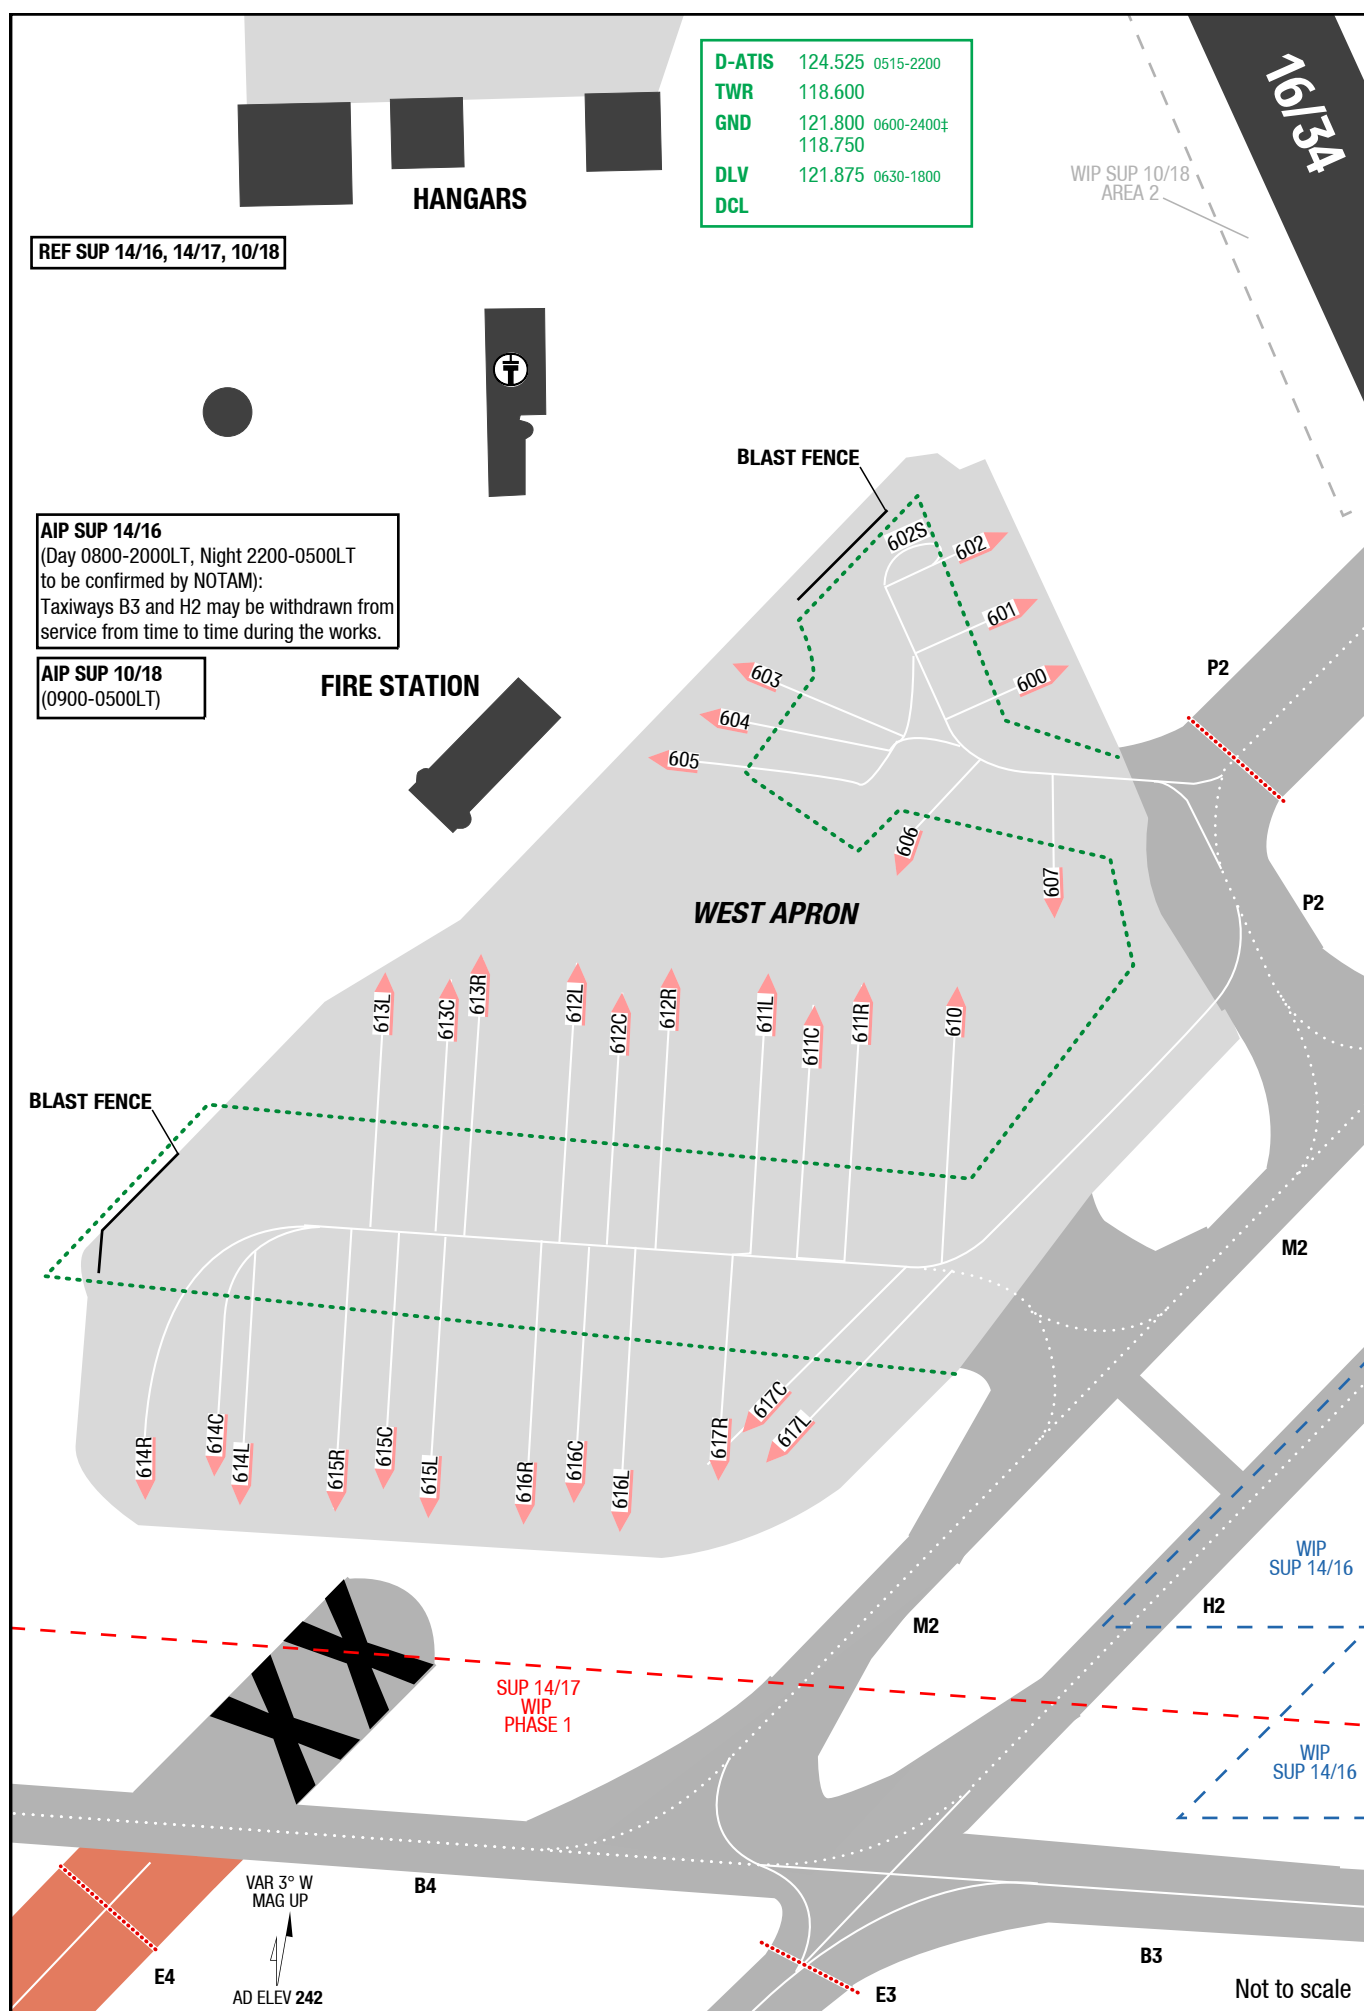 D-ATIS 124.525 0515-2200
TWR 118.600
GND 121.800 0600-2400‡
118.750
DLV 121.875 0630-1800
DCL
16/34
WIP SUP 10/18
AREA 2
HANGARS
REF SUP 14/16, 14/17, 10/18
BLAST FENCE
AIP SUP 14/16
(Day 0800-2000LT, Night 2200-0500LT
to be confirmed by NOTAM):
Taxiways B3 and H2 may be withdrawn from
service from time to time during the works.
AIP SUP 10/18
(0900-0500LT)
FIRE STATION
602S
602
601
600
603
604
605
606
607
P2
P2
WEST APRON
613L
613C
613R
612L
612C
612R
611L
611C
611R
610
BLAST FENCE
M2
614R
614C
614L
615R
615C
615L
616R
616C
616L
617R
617C
617L
WIP
SUP 14/16
H2
M2
SUP 14/17
WIP
PHASE 1
WIP
SUP 14/16
VAR 3° W
MAG UP
B4
B3
E4
E3
AD ELEV 242
Not to scale